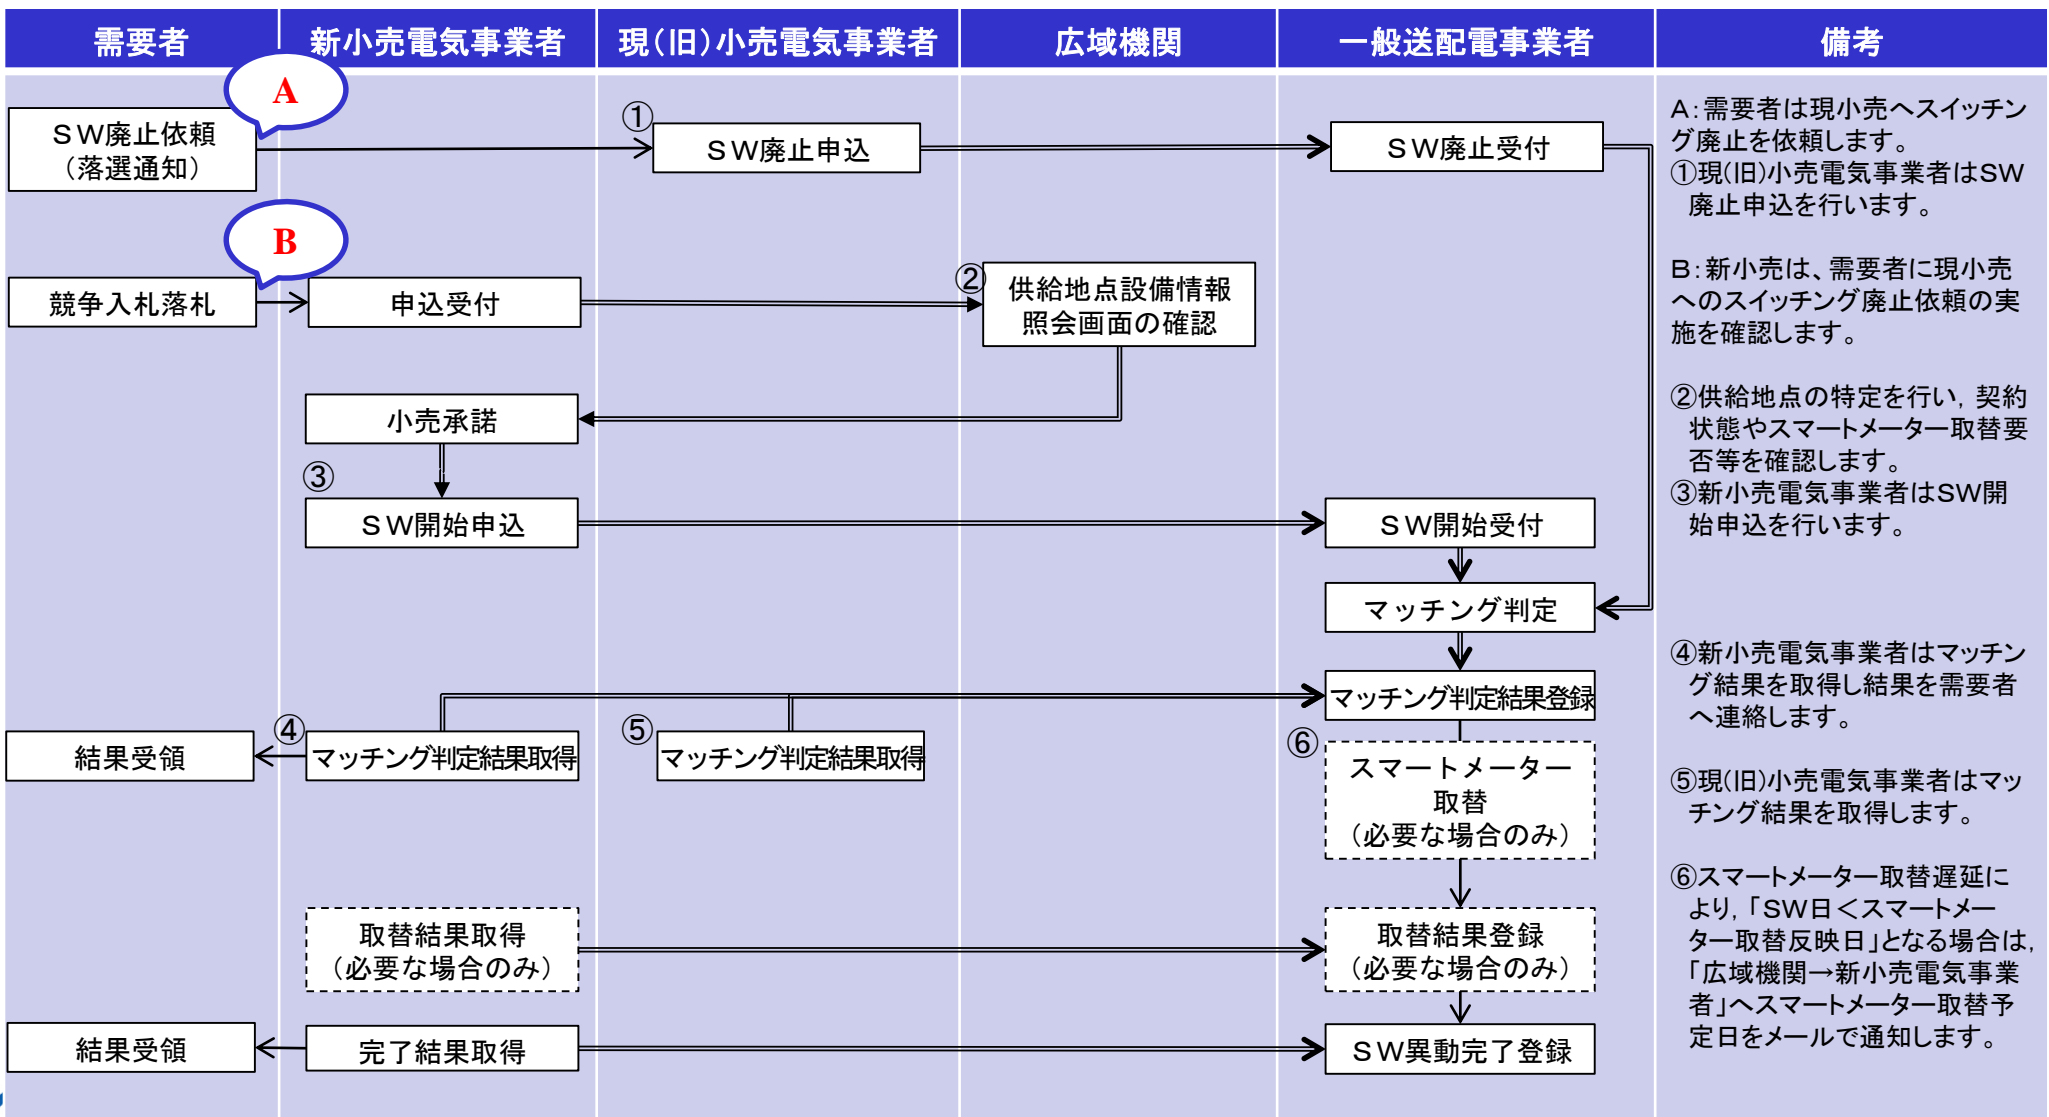 需要者
新小売電気事業者
現(旧)小売電気事業者
広域機関
一般送配電事業者
備考
A
SW廃止依頼
(落選通知)
①
SW廃止申込
SW廃止受付
B
競争入札落札
申込受付
②
供給地点設備情報
照会画面の確認
小売承諾
③
SW開始申込
SW開始受付
マッチング判定
マッチング判定結果登録
結果受領
④
マッチング判定結果取得
⑤
マッチング判定結果取得
⑥
スマートメーター
取替
(必要な場合のみ)
取替結果取得
(必要な場合のみ)
取替結果登録
(必要な場合のみ)
結果受領
完了結果取得
SW異動完了登録
A:需要者は現小売へスイッチン
グ廃止を依頼します。
①現(旧)小売電気事業者はSW
廃止申込を行います。
B:新小売は、需要者に現小売
へのスイッチング廃止依頼の実
施を確認します。
②供給地点の特定を行い, 契約
状態やスマートメーター取替要
否等を確認します。
③新小売電気事業者はSW開
始申込を行います。
④新小売電気事業者はマッチン
グ結果を取得し結果を需要者
へ連絡します。
⑤現(旧)小売電気事業者はマッ
チング結果を取得します。
⑥スマートメーター取替遅延に
より,「SW日<スマートメー
ター取替反映日」となる場合は,
「広域機関→新小売電気事業
者」へスマートメーター取替予
定日をメールで通知します。